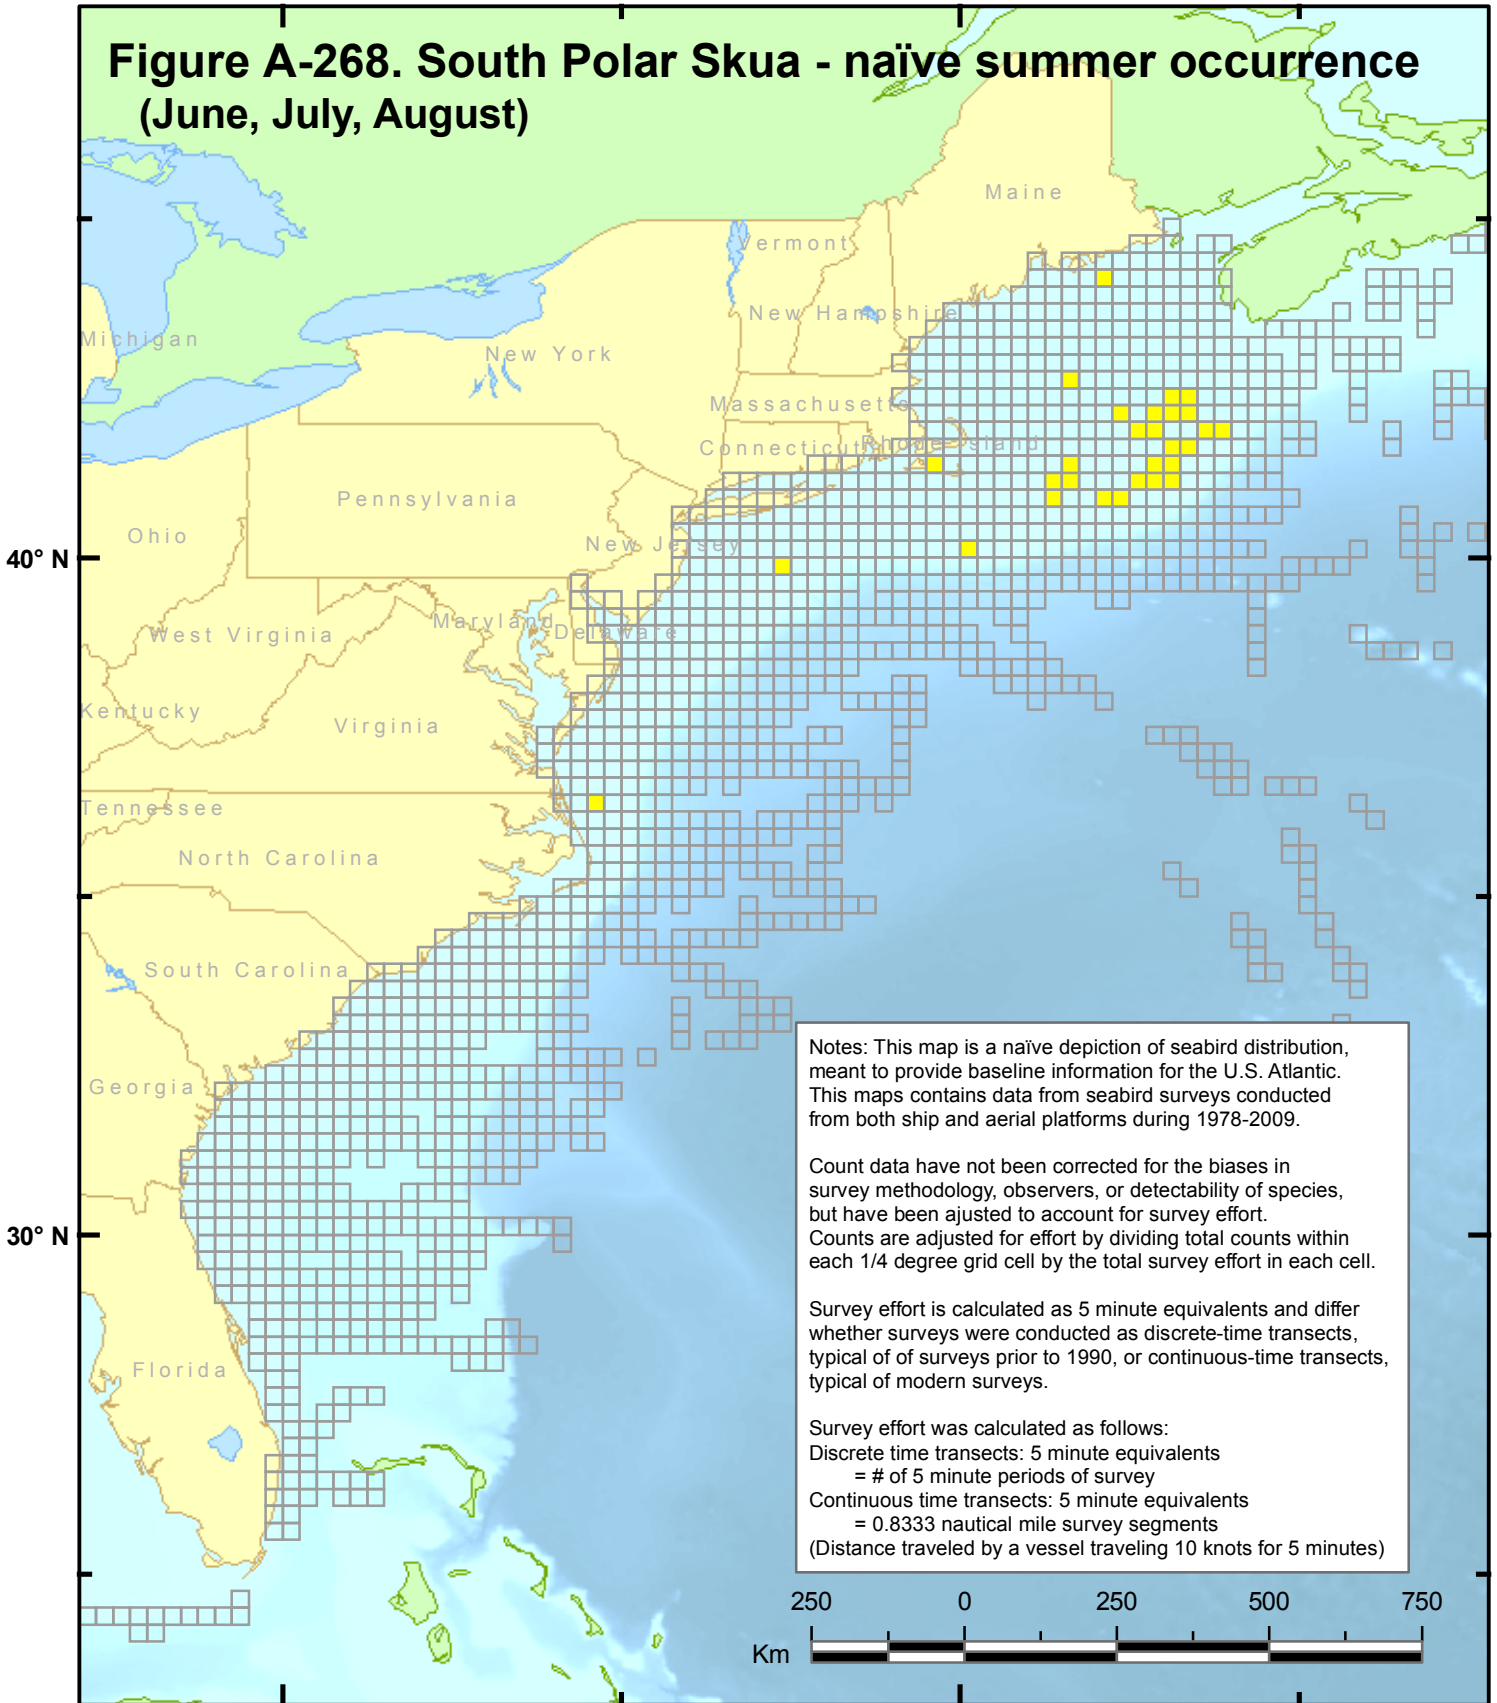 Figure A-268. South Polar Skua - naïve summer occurrence
(June, July, August)
Maine
Vermont
New Hampshire
Michigan
New York
Massachusetts
Connecticut
Rhode Island
Pennsylvania
Ohio
New Jersey
40° N
Maryland
Delaware
West Virginia
Kentucky
Virginia
Tennessee
North Carolina
South Carolina
Georgia
30° N
Florida
Notes: This map is a naïve depiction of seabird distribution,
meant to provide baseline information for the U.S. Atlantic.
This maps contains data from seabird surveys conducted
from both ship and aerial platforms during 1978-2009.
Count data have not been corrected for the biases in
survey methodology, observers, or detectability of species,
but have been ajusted to account for survey effort.
Counts are adjusted for effort by dividing total counts within
each 1/4 degree grid cell by the total survey effort in each cell.
Survey effort is calculated as 5 minute equivalents and differ
whether surveys were conducted as discrete-time transects,
typical of of surveys prior to 1990, or continuous-time transects,
typical of modern surveys.
Survey effort was calculated as follows:
Discrete time transects: 5 minute equivalents
= # of 5 minute periods of survey
Continuous time transects: 5 minute equivalents
= 0.8333 nautical mile survey segments
(Distance traveled by a vessel traveling 10 knots for 5 minutes)
250 0 250 500 750
Km